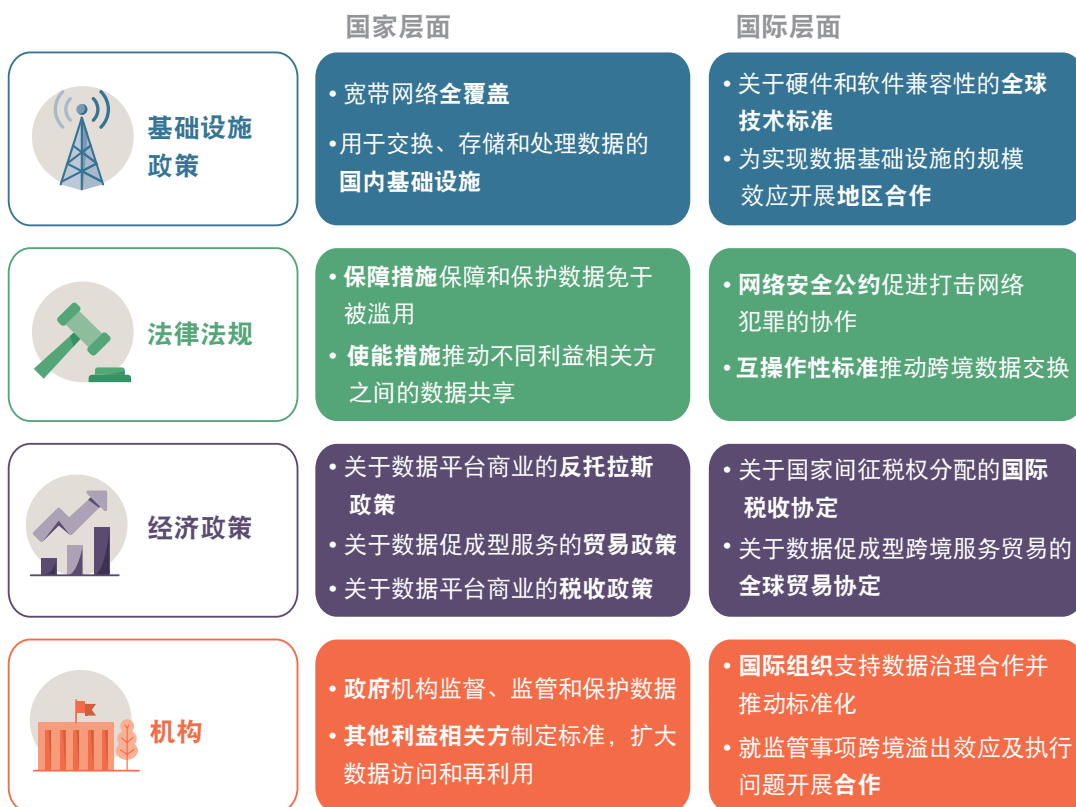 国家层面
国际层面
基础设施
政策
• 宽带网络全覆盖
•用于交换、存储和处理数据的
国内基础设施
• 关于硬件和软件兼容性的全球
技术标准
• 为实现数据基础设施的规模
效应开展地区合作
法律法规
• 保障措施保障和保护数据免于
被滥用
• 使能措施推动不同利益相关方
之间的数据共享
• 网络安全公约促进打击网络
犯罪的协作
• 互操作性标准推动跨境数据交换
经济政策
• 关于数据平台商业的反托拉斯
政策
• 关于数据促成型服务的贸易政策
• 关于数据平台商业的税收政策
• 关于国家间征税权分配的国际
税收协定
• 关于数据促成型跨境服务贸易的
全球贸易协定
机构
• 政府机构监督、监管和保护数据
• 其他利益相关方制定标准，扩大
数据访问和再利用
• 国际组织支持数据治理合作并
推动标准化
• 就监管事项跨境溢出效应及执行
问题开展合作